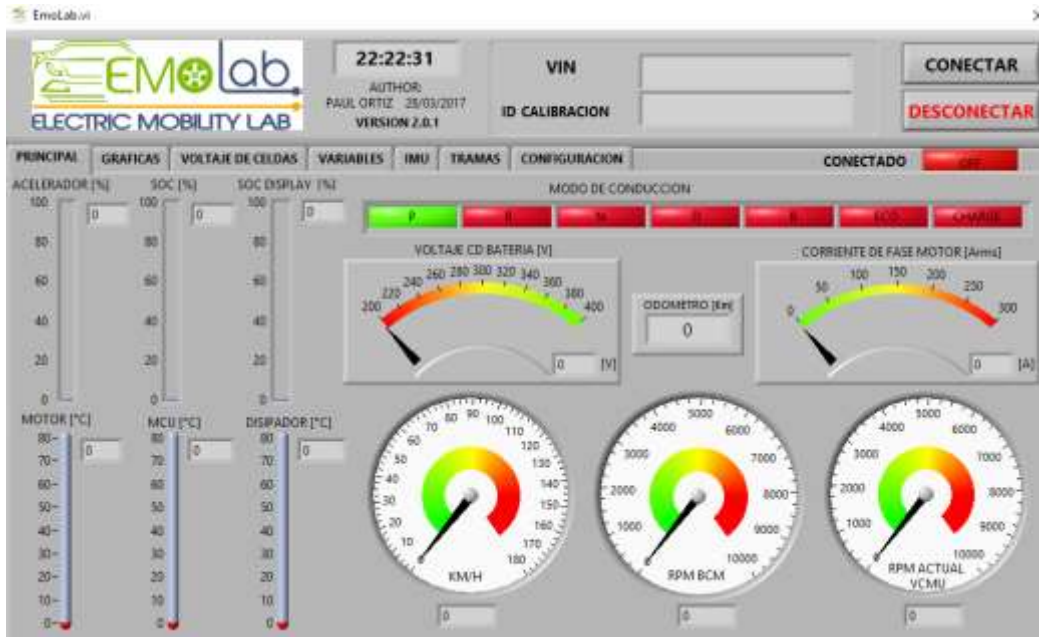 EmoLab.vi
EMOLab
ELECTRIC MOBILITY LAB
22:22:31
AUTHOR:
PAUL ORTIZ 28/03/2017
VERSION 2.0.1
VIN
ID CALIBRACION
CONECTAR
DESCONECTAR
PRINCIPAL GRAFICAS VOLTAJE DE CELDAS VARIABLES IMU TRAMAS CONFIGURACION
CONECTADO OFF
ACELERADOR [%] SOC [%] SOC DISPLAY [%]
100 0 100 0 100 0
80 80 80
60 60 60
40 40 40
20 20 20
0 0
MODO DE CONDUCCION
P R N D B ECO CHARGE
VOLTAJE CD BATERIA [V]
200 220 240 260 280 300 320 340 360 380 400
0 [V]
ODOMETRO [Km]
0
CORRIENTE DE FASE MOTOR [Arms]
0 50 100 150 200 250 300
0 [A]
MOTOR [°C] MCU [°C] DISIPADOR [°C]
80 0 80 0 80 0
70 70 70
60 60 60
50 50 50
40 40 40
30 30 30
20 20 20
10 10 10
0 0 0
0 10 20 30 40 50 60 70 80 90 100 110 120 130 140 150 160 170 180
KM/H
0
0 1000 2000 3000 4000 5000 6000 7000 8000 9000 10000
RPM BCM
0
0 1000 2000 3000 4000 5000 6000 7000 8000 9000 10000
RPM ACTUAL
VCMU
0